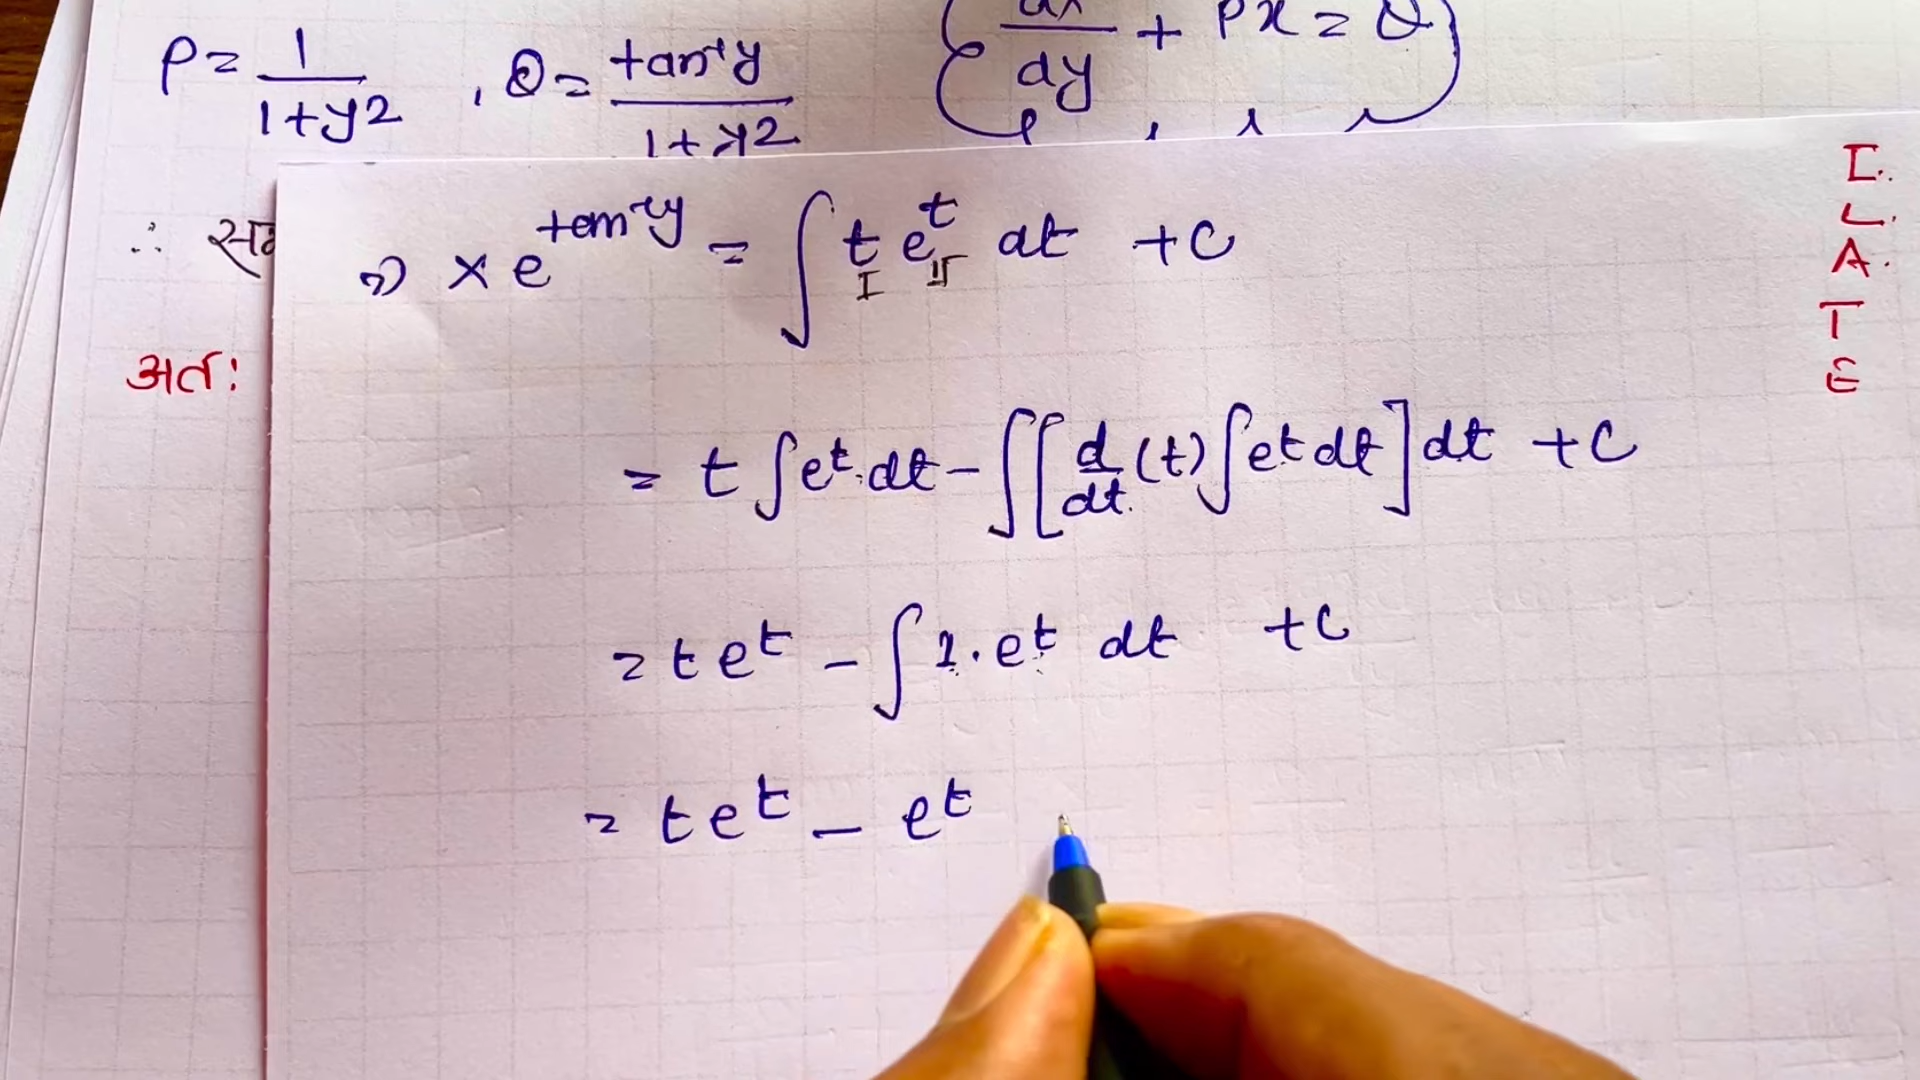 P = 1/(1+y2) , Q = tan⁻¹y/(1+y2) (dx/dy + Px = Q)
∴
अतः
⇒ x e^tan⁻¹y = ∫ t e^t dt + C
I II
= t ∫e^t.dt - ∫[d/dt (t) ∫e^t dt] dt + C
= t e^t - ∫1.e^t dt + C
= t e^t - e^t
I.
L.
A.
T
E